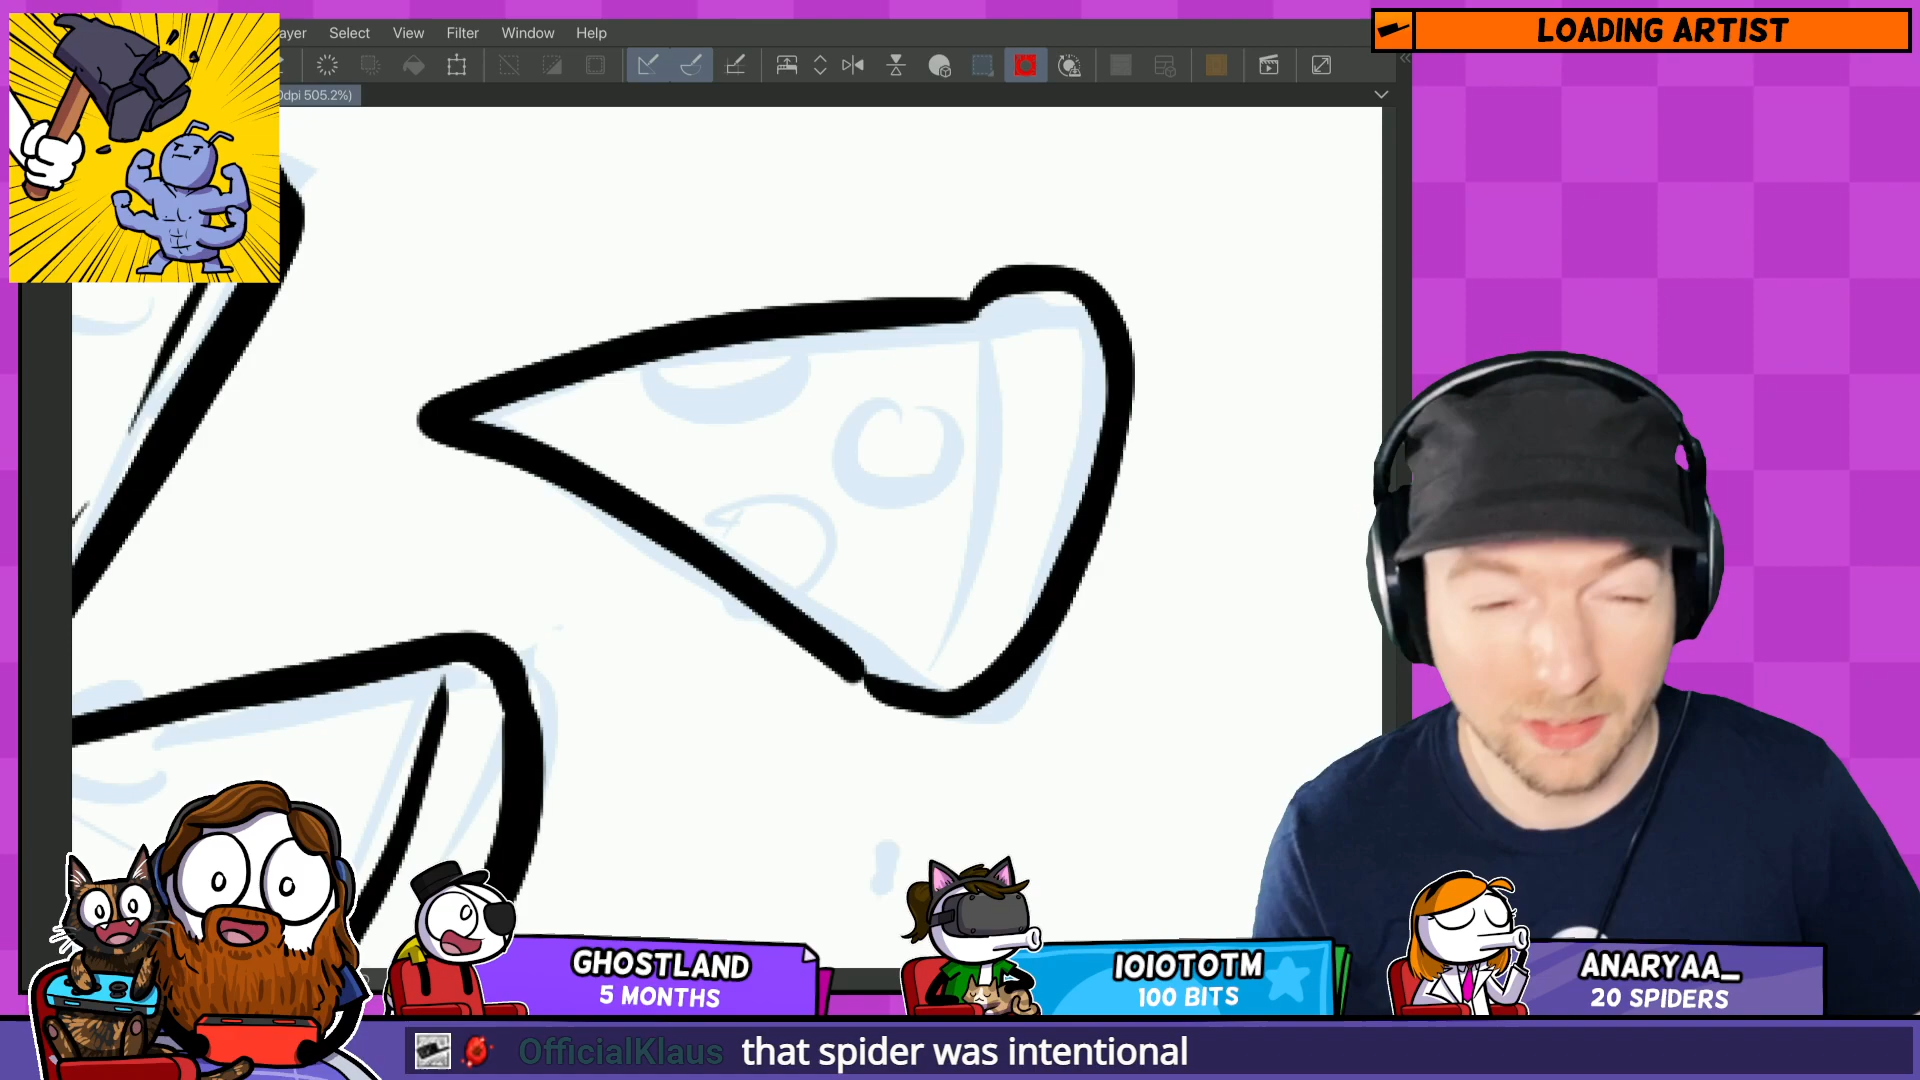 LOADING ARTIST
ayer Select View Filter Window Help
dpi 505.2%)
GHOSTLAND
5 MONTHS
IOIOTOTM
100 BITS
ANARYAA_
20 SPIDERS
OfficialKlaus that spider was intentional